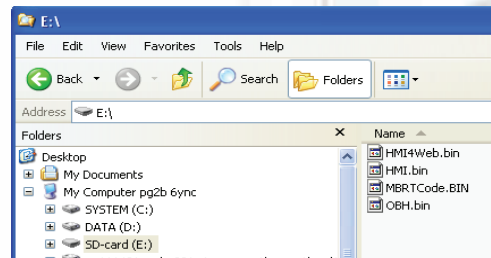 E:\
File Edit View Favorites Tools Help
Back Search Folders
Address E:\
Folders x Name
Desktop HMI4Web.bin
My Documents HMI.bin
My Computer pg2b 6ync MBRTCode.BIN
SYSTEM (C:) OBH.bin
DATA (D:)
SD-card (E:)